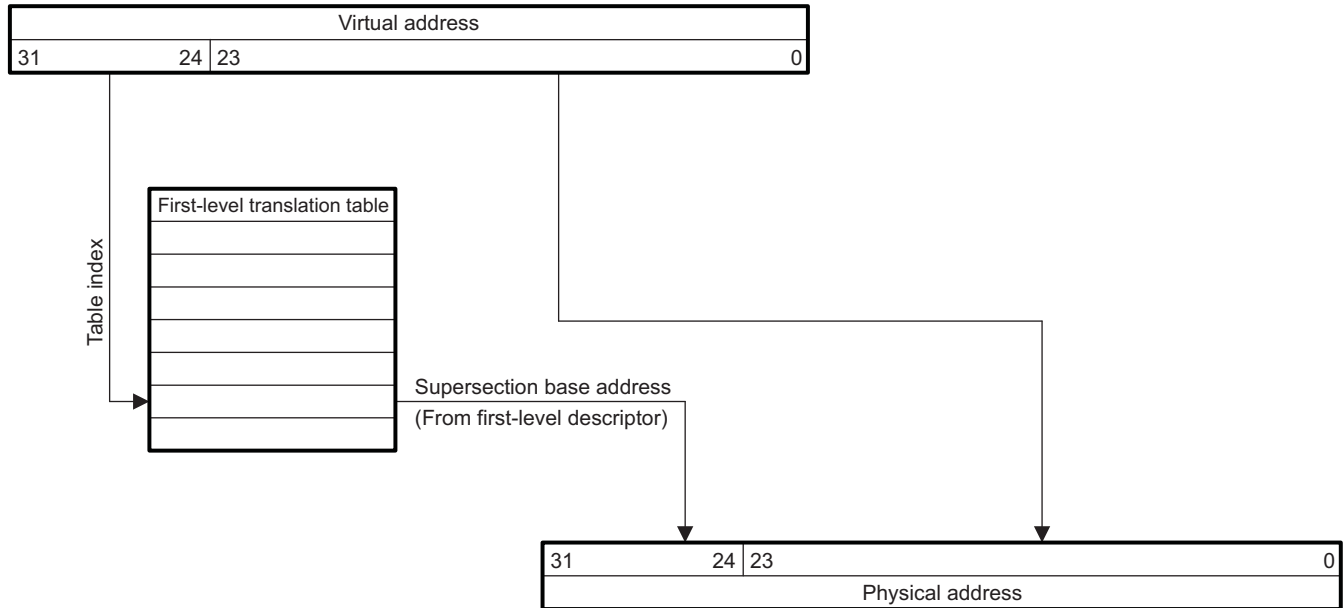 Virtual address
31 24 23 0
First-level translation table
Table index
Supersection base address
(From first-level descriptor)
31 24 23 0
Physical address